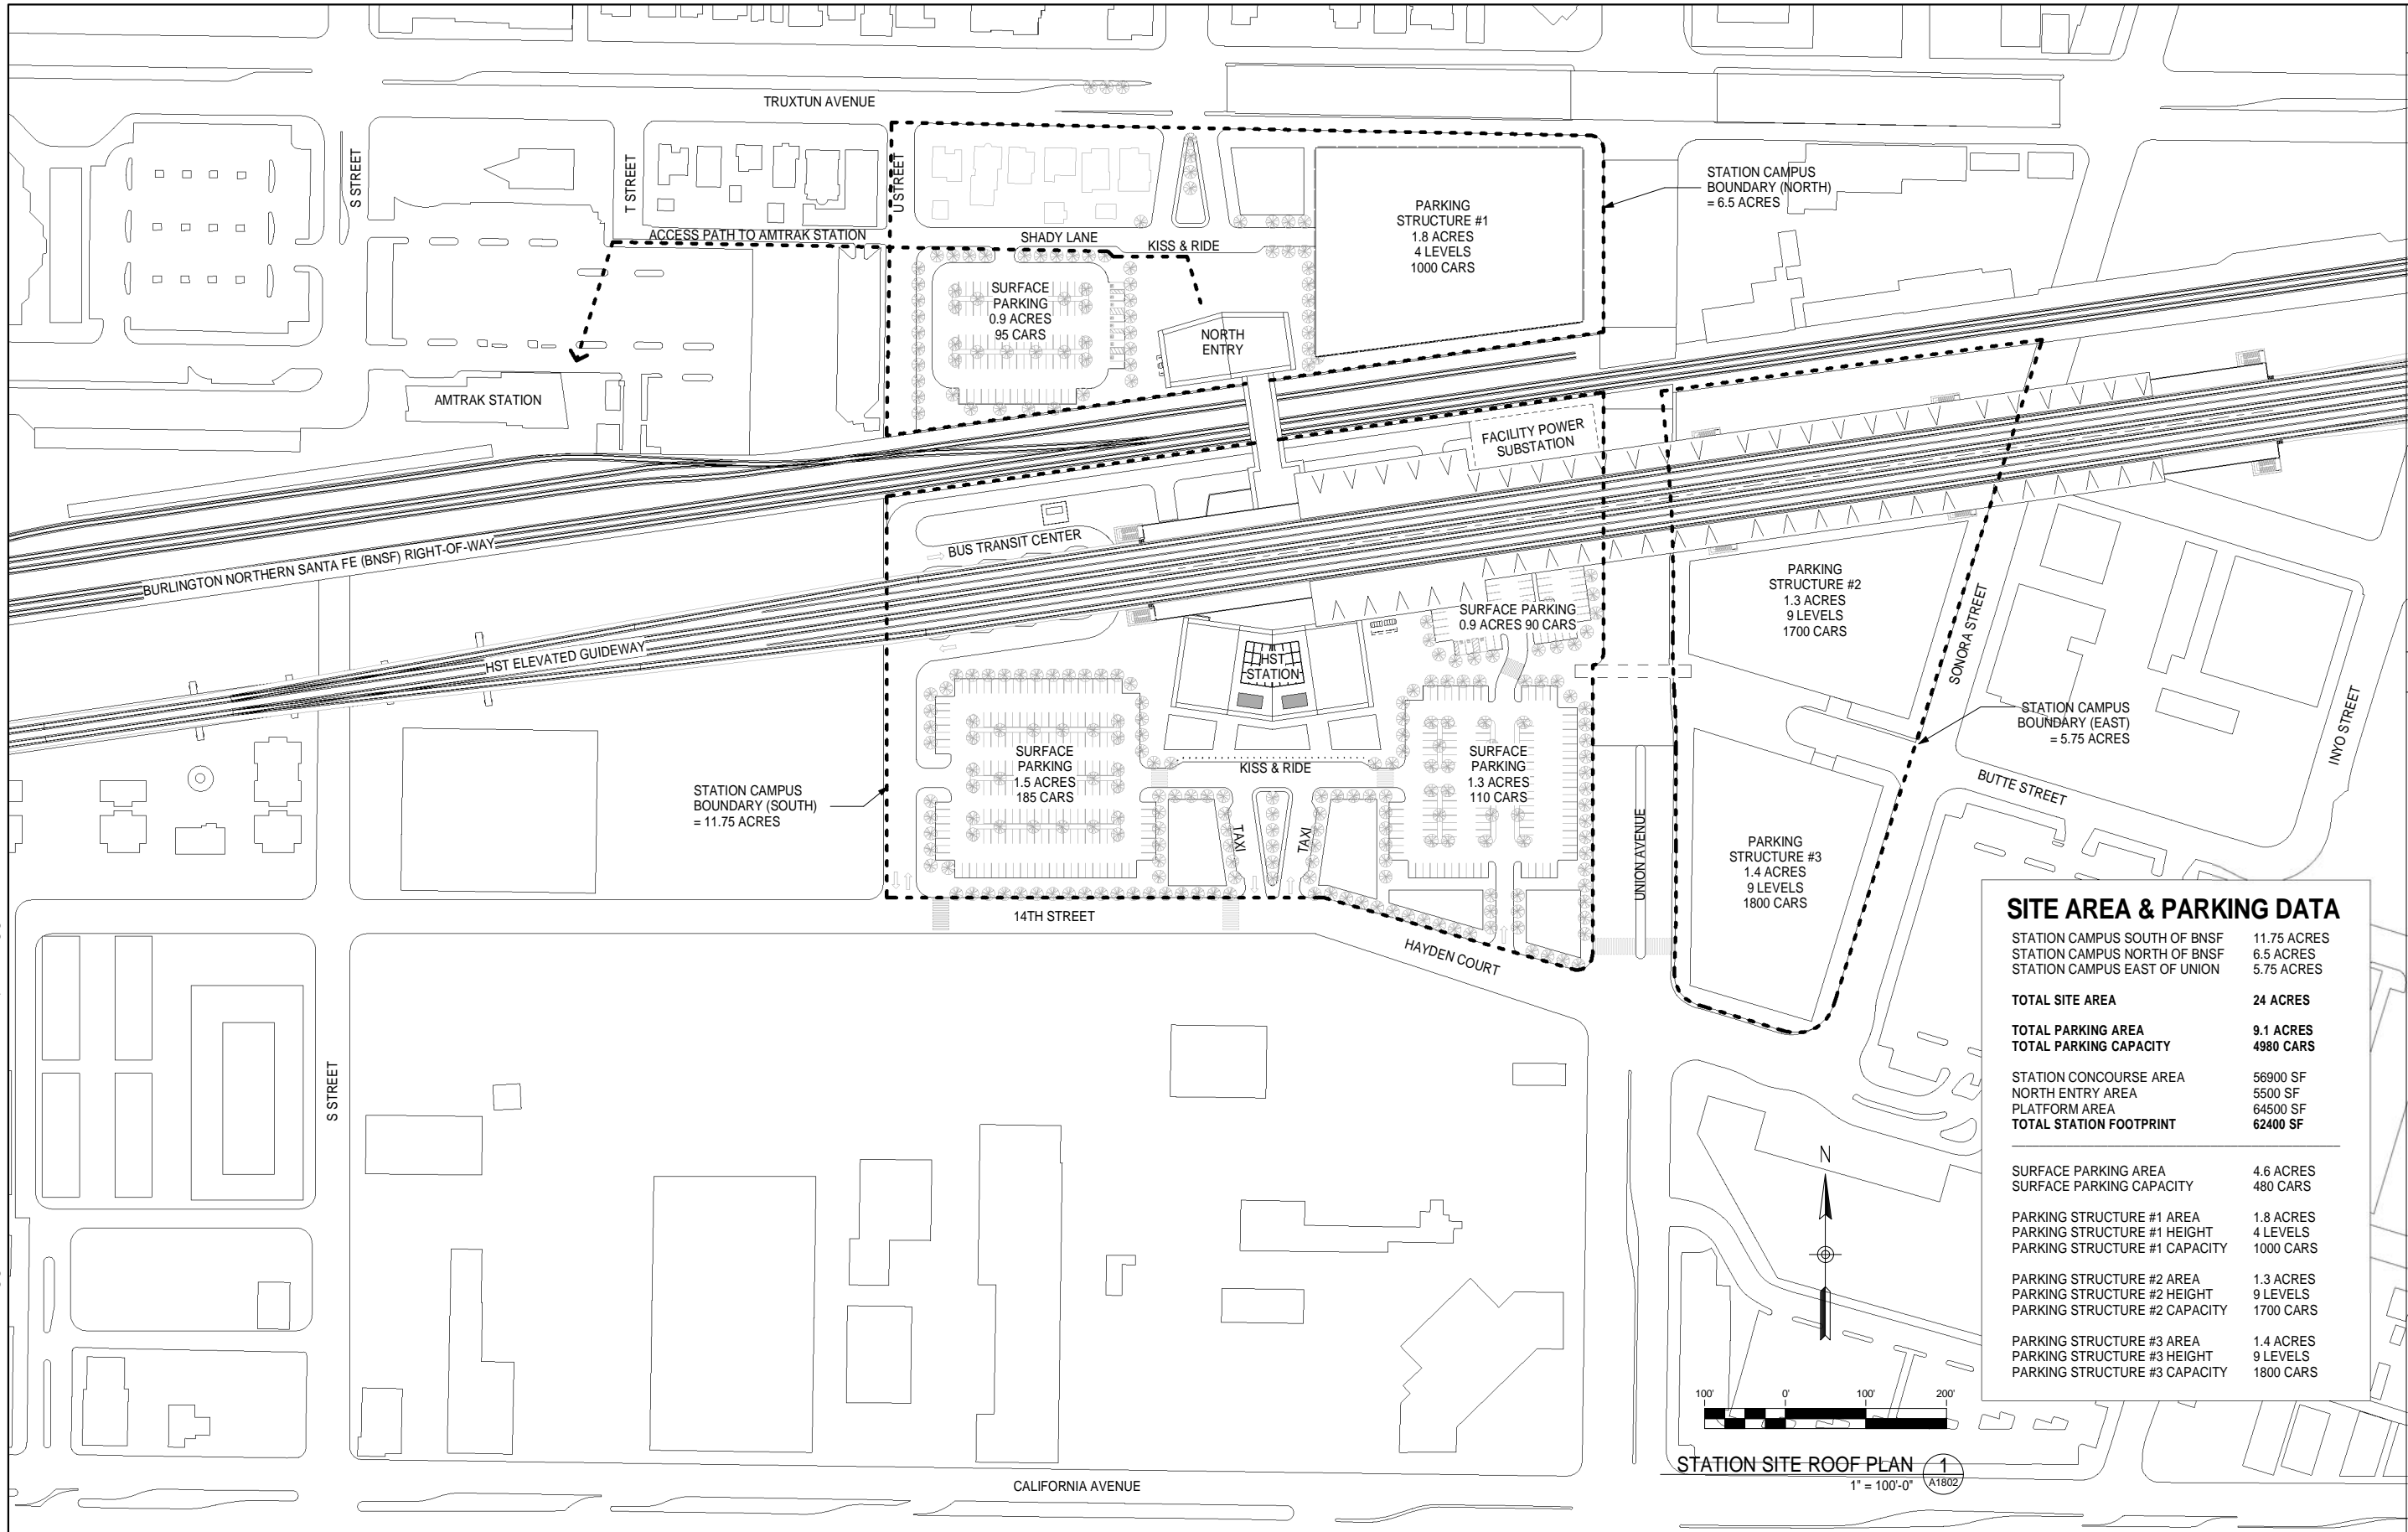 TRUXTUN AVENUE
S STREET
T STREET
U STREET
STATION CAMPUS
BOUNDARY (NORTH)
= 6.5 ACRES
PARKING
STRUCTURE #1
1.8 ACRES
4 LEVELS
1000 CARS
ACCESS PATH TO AMTRAK STATION
SHADY LANE
KISS & RIDE
SURFACE
PARKING
0.9 ACRES
95 CARS
NORTH
ENTRY
AMTRAK STATION
FACILITY POWER
SUBSTATION
BUS TRANSIT CENTER
BURLINGTON NORTHERN SANTA FE (BNSF) RIGHT-OF-WAY
HST ELEVATED GUIDEWAY
SURFACE PARKING
0.9 ACRES 90 CARS
PARKING
STRUCTURE #2
1.3 ACRES
9 LEVELS
1700 CARS
SONORA STREET
HST
STATION
STATION CAMPUS
BOUNDARY (EAST)
= 5.75 ACRES
INYO STREET
BUTTE STREET
SURFACE
PARKING
1.5 ACRES
185 CARS
KISS & RIDE
SURFACE
PARKING
1.3 ACRES
110 CARS
STATION CAMPUS
BOUNDARY (SOUTH)
= 11.75 ACRES
TAXI
TAXI
UNION AVENUE
PARKING
STRUCTURE #3
1.4 ACRES
9 LEVELS
1800 CARS
14TH STREET
HAYDEN COURT
S STREET
SITE AREA & PARKING DATA
STATION CAMPUS SOUTH OF BNSF 11.75 ACRES
STATION CAMPUS NORTH OF BNSF 6.5 ACRES
STATION CAMPUS EAST OF UNION 5.75 ACRES
TOTAL SITE AREA 24 ACRES
TOTAL PARKING AREA 9.1 ACRES
TOTAL PARKING CAPACITY 4980 CARS
STATION CONCOURSE AREA 56900 SF
NORTH ENTRY AREA 5500 SF
PLATFORM AREA 64500 SF
TOTAL STATION FOOTPRINT 62400 SF
SURFACE PARKING AREA 4.6 ACRES
SURFACE PARKING CAPACITY 480 CARS
PARKING STRUCTURE #1 AREA 1.8 ACRES
PARKING STRUCTURE #1 HEIGHT 4 LEVELS
PARKING STRUCTURE #1 CAPACITY 1000 CARS
PARKING STRUCTURE #2 AREA 1.3 ACRES
PARKING STRUCTURE #2 HEIGHT 9 LEVELS
PARKING STRUCTURE #2 CAPACITY 1700 CARS
PARKING STRUCTURE #3 AREA 1.4 ACRES
PARKING STRUCTURE #3 HEIGHT 9 LEVELS
PARKING STRUCTURE #3 CAPACITY 1800 CARS
N
100' 0' 100' 200'
STATION SITE ROOF PLAN 1
1" = 100'-0" A1802
CALIFORNIA AVENUE